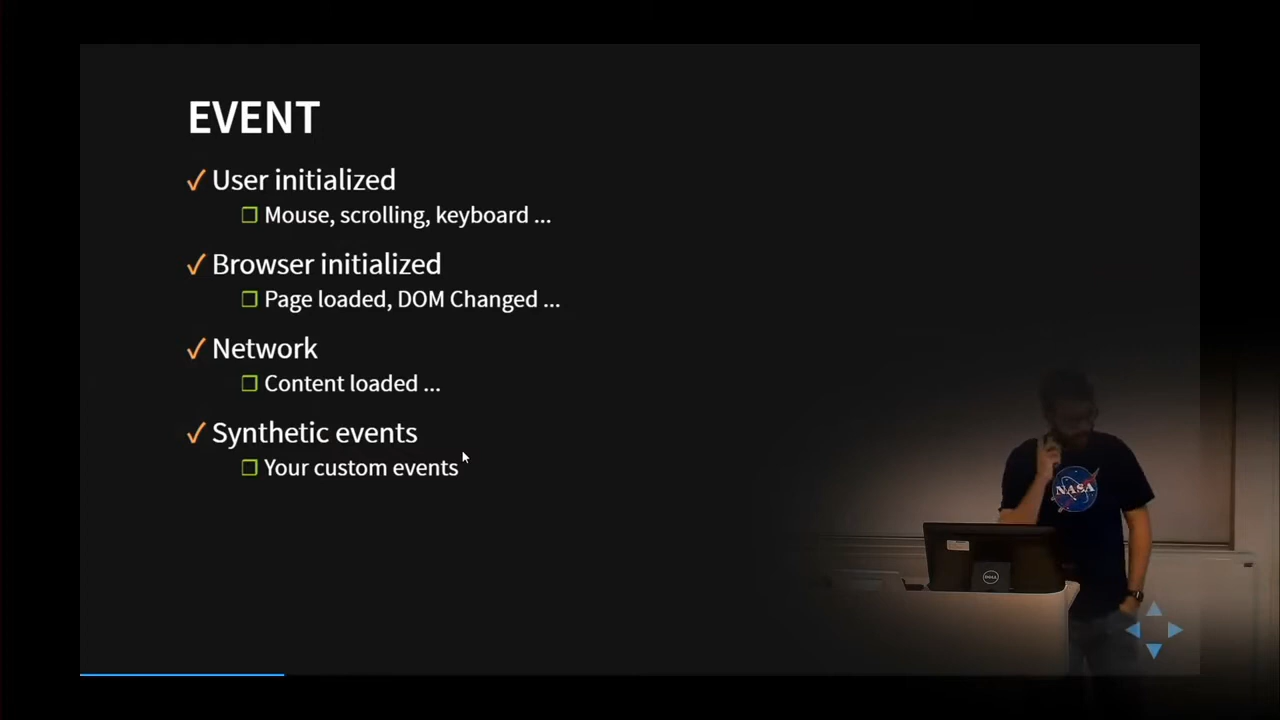 EVENT
✓ User initialized
❐ Mouse, scrolling, keyboard ...
✓ Browser initialized
❐ Page loaded, DOM Changed ...
✓ Network
❐ Content loaded ...
✓ Synthetic events
❐ Your custom events
NASA
DELL